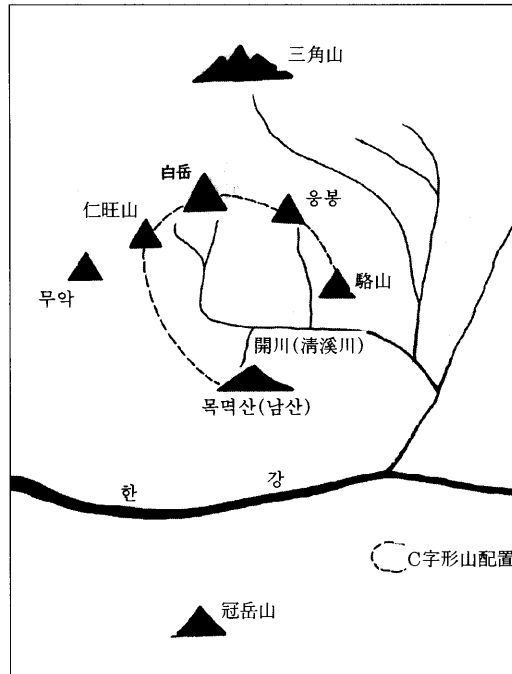 三角山
白岳
응봉
仁旺山
무악
駱山
開川(淸溪川)
목멱산(남산)
한강
C字形山配置
冠岳山